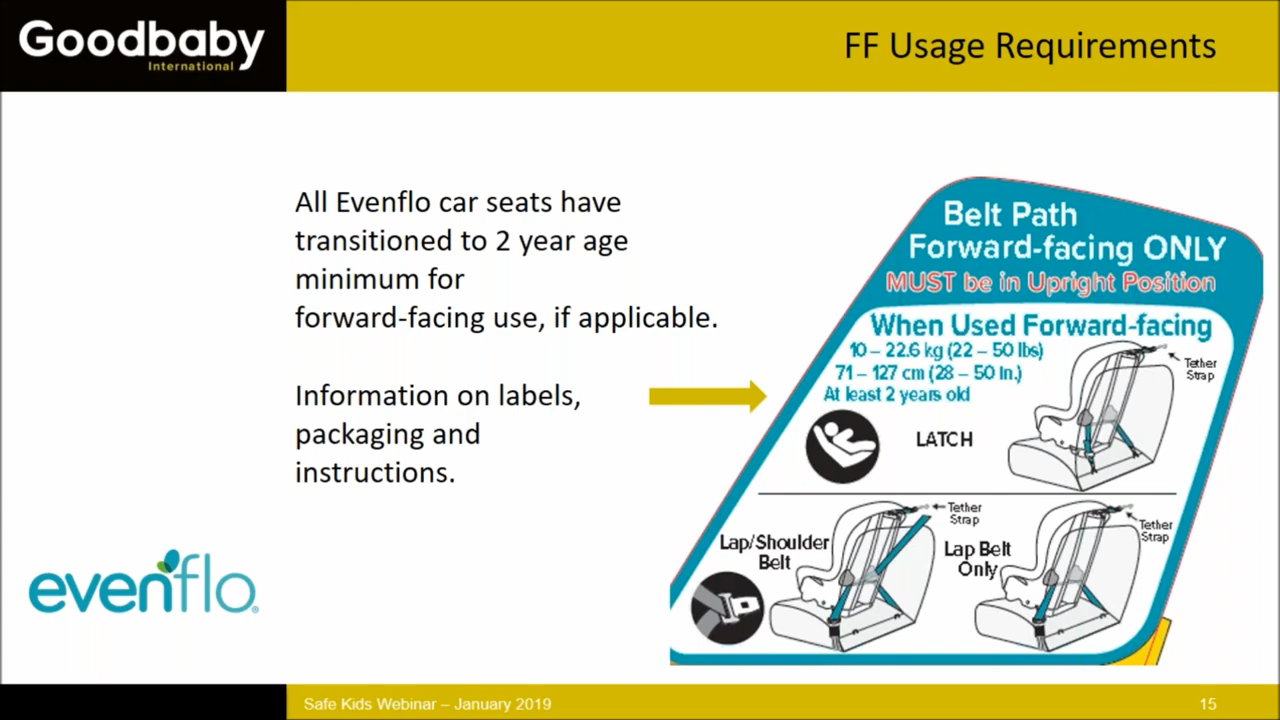 Goodbaby
International
FF Usage Requirements
All Evenflo car seats have
transitioned to 2 year age
minimum for
forward-facing use, if applicable.
Information on labels,
packaging and
instructions.
Belt Path
Forward-facing ONLY
MUST be in Upright Position
When Used Forward-facing
10 – 22.6 kg (22 – 50 lbs)
71 – 127 cm (28 – 50 in.)
At least 2 years old
Tether
Strap
LATCH
Lap/Shoulder
Belt
Tether
Strap
Lap Belt
Only
Tether
Strap
evenflo®
Safe Kids Webinar – January 2019
15